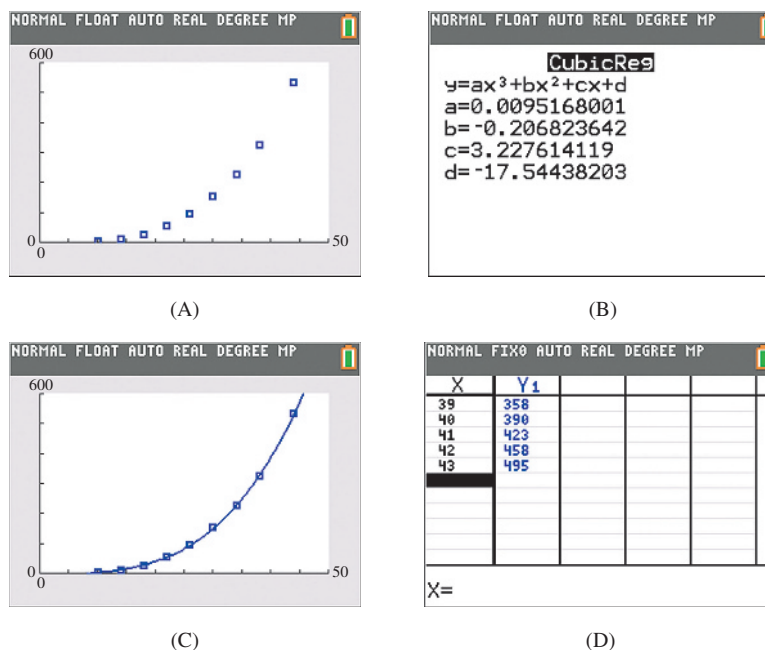 NORMAL FLOAT AUTO REAL DEGREE MP
600
0
0
50
(A)
NORMAL FLOAT AUTO REAL DEGREE MP
CubicReg
y=ax³+bx²+cx+d
a=0.0095168001
b=-0.206823642
c=3.227614119
d=-17.54438203
(B)
NORMAL FLOAT AUTO REAL DEGREE MP
600
0
0
50
(C)
NORMAL FIX0 AUTO REAL DEGREE MP
X Y1
39 358
40 390
41 423
42 458
43 495
X=
(D)